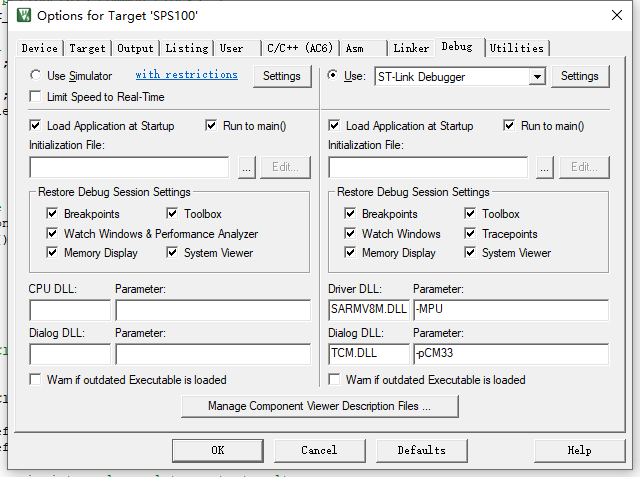 Options for Target 'SPS100'
Device Target Output Listing User C/C++ (AC6) Asm Linker Debug Utilities
Use Simulator with restrictions Settings
Limit Speed to Real-Time
Use: ST-Link Debugger Settings
Load Application at Startup Run to main()
Initialization File:
... Edit...
Load Application at Startup Run to main()
Initialization File:
... Edit...
Restore Debug Session Settings
Breakpoints Toolbox
Watch Windows & Performance Analyzer
Memory Display System Viewer
Restore Debug Session Settings
Breakpoints Toolbox
Watch Windows Tracepoints
Memory Display System Viewer
CPU DLL: Parameter:
Dialog DLL: Parameter:
Warn if outdated Executable is loaded
Driver DLL: Parameter:
SARMV8M.DLL -MPU
Dialog DLL: Parameter:
TCM.DLL -pCM33
Warn if outdated Executable is loaded
Manage Component Viewer Description Files ...
OK Cancel Defaults Help